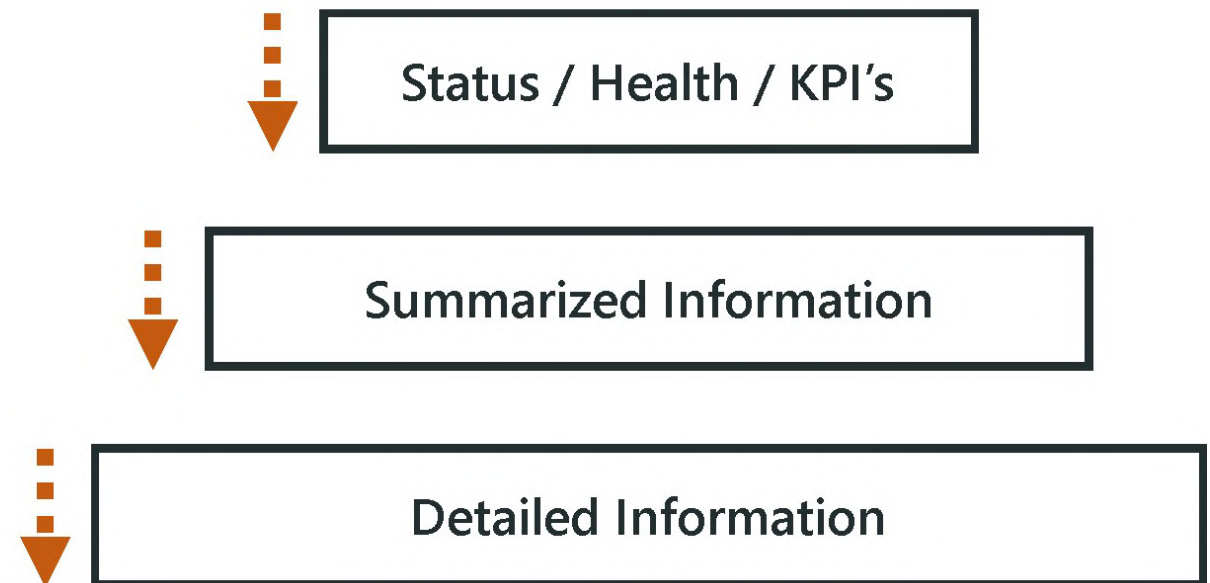 Status / Health / KPI’s
Summarized Information
Detailed Information